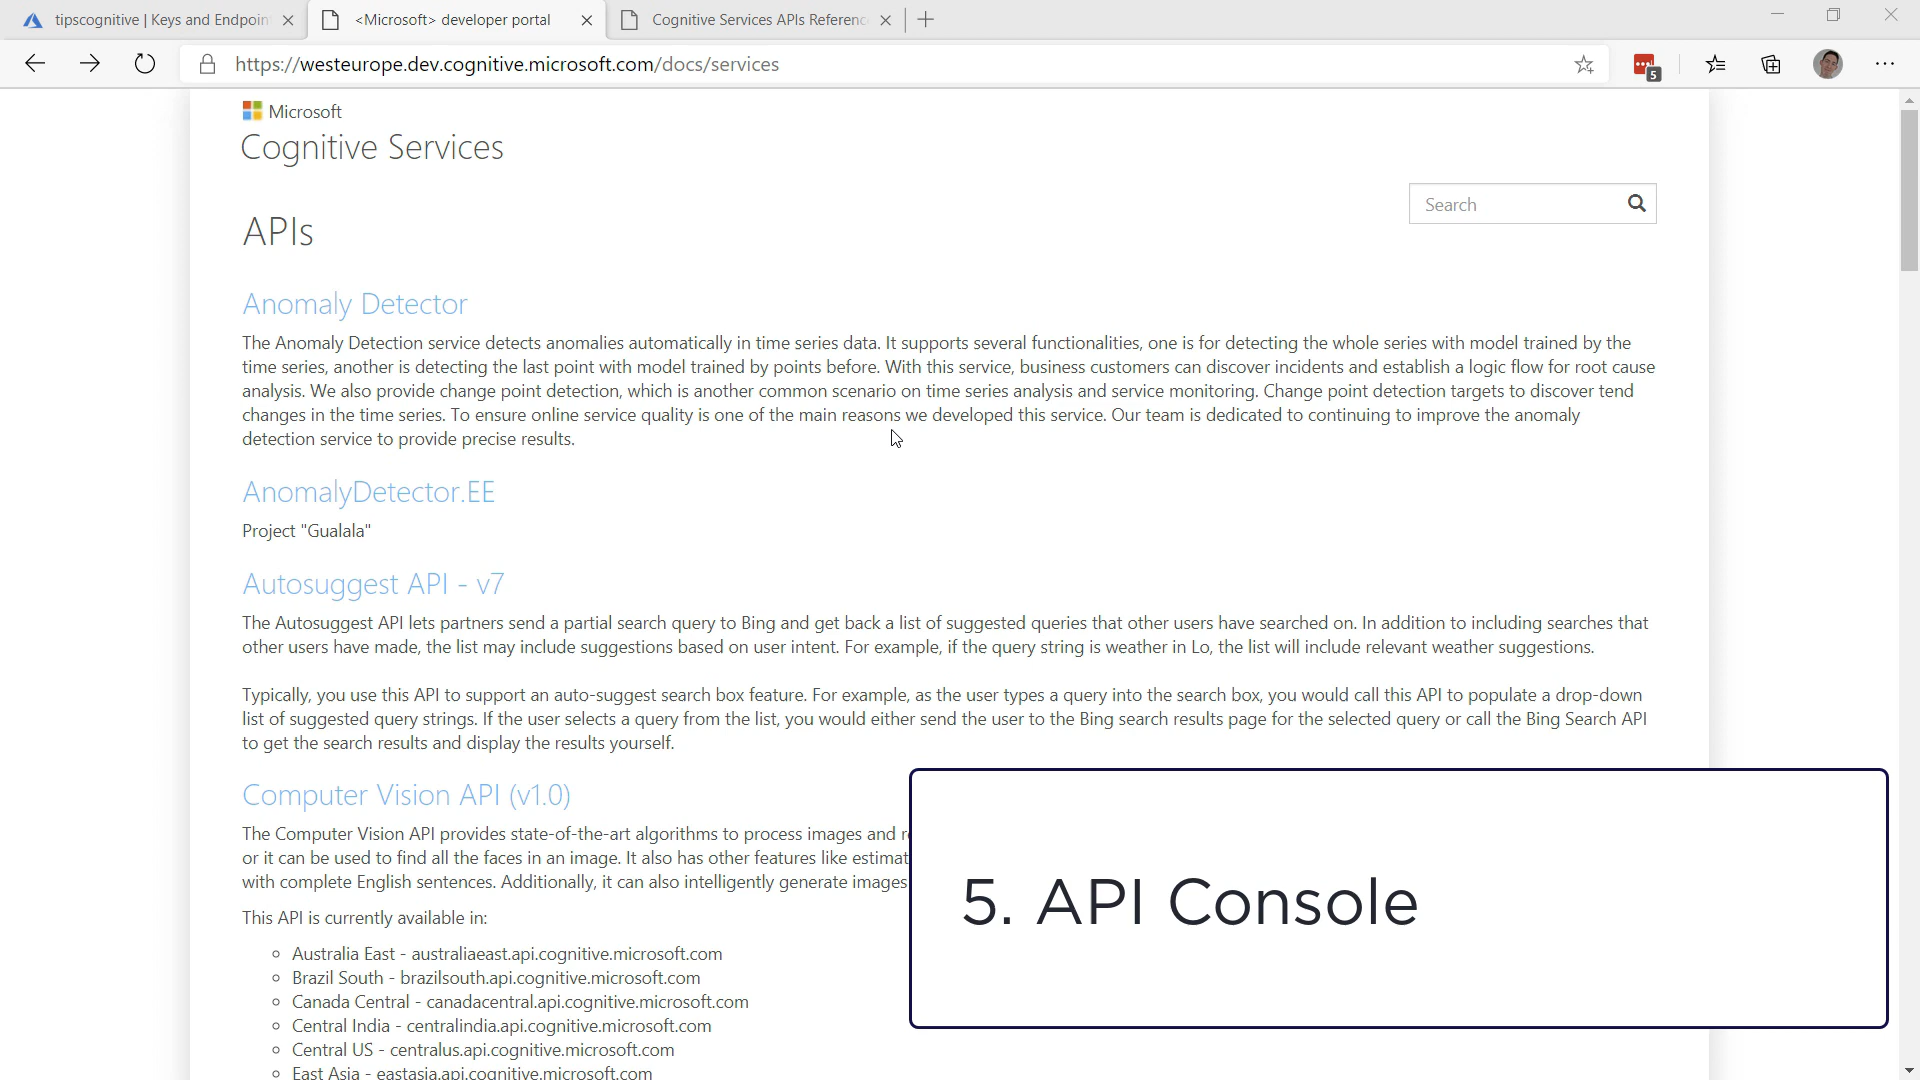 tipscognitive | Keys and Endpoin
<Microsoft> developer portal
Cognitive Services APIs Referenc
https://westeurope.dev.cognitive.microsoft.com/docs/services
5
Microsoft
Cognitive Services
Search
APIs
Anomaly Detector
The Anomaly Detection service detects anomalies automatically in time series data. It supports several functionalities, one is for detecting the whole series with model trained by the
time series, another is detecting the last point with model trained by points before. With this service, business customers can discover incidents and establish a logic flow for root cause
analysis. We also provide change point detection, which is another common scenario on time series analysis and service monitoring. Change point detection targets to discover tend
changes in the time series. To ensure online service quality is one of the main reasons we developed this service. Our team is dedicated to continuing to improve the anomaly
detection service to provide precise results.
AnomalyDetector.EE
Project "Gualala"
Autosuggest API - v7
The Autosuggest API lets partners send a partial search query to Bing and get back a list of suggested queries that other users have searched on. In addition to including searches that
other users have made, the list may include suggestions based on user intent. For example, if the query string is weather in Lo, the list will include relevant weather suggestions.
Typically, you use this API to support an auto-suggest search box feature. For example, as the user types a query into the search box, you would call this API to populate a drop-down
list of suggested query strings. If the user selects a query from the list, you would either send the user to the Bing search results page for the selected query or call the Bing Search API
to get the search results and display the results yourself.
Computer Vision API (v1.0)
The Computer Vision API provides state-of-the-art algorithms to process images and
or it can be used to find all the faces in an image. It also has other features like estimat
with complete English sentences. Additionally, it can also intelligently generate images
This API is currently available in:
Australia East - australiaeast.api.cognitive.microsoft.com
Brazil South - brazilsouth.api.cognitive.microsoft.com
Canada Central - canadacentral.api.cognitive.microsoft.com
Central India - centralindia.api.cognitive.microsoft.com
Central US - centralus.api.cognitive.microsoft.com
East Asia - eastasia.api.cognitive.microsoft.com
5. API Console